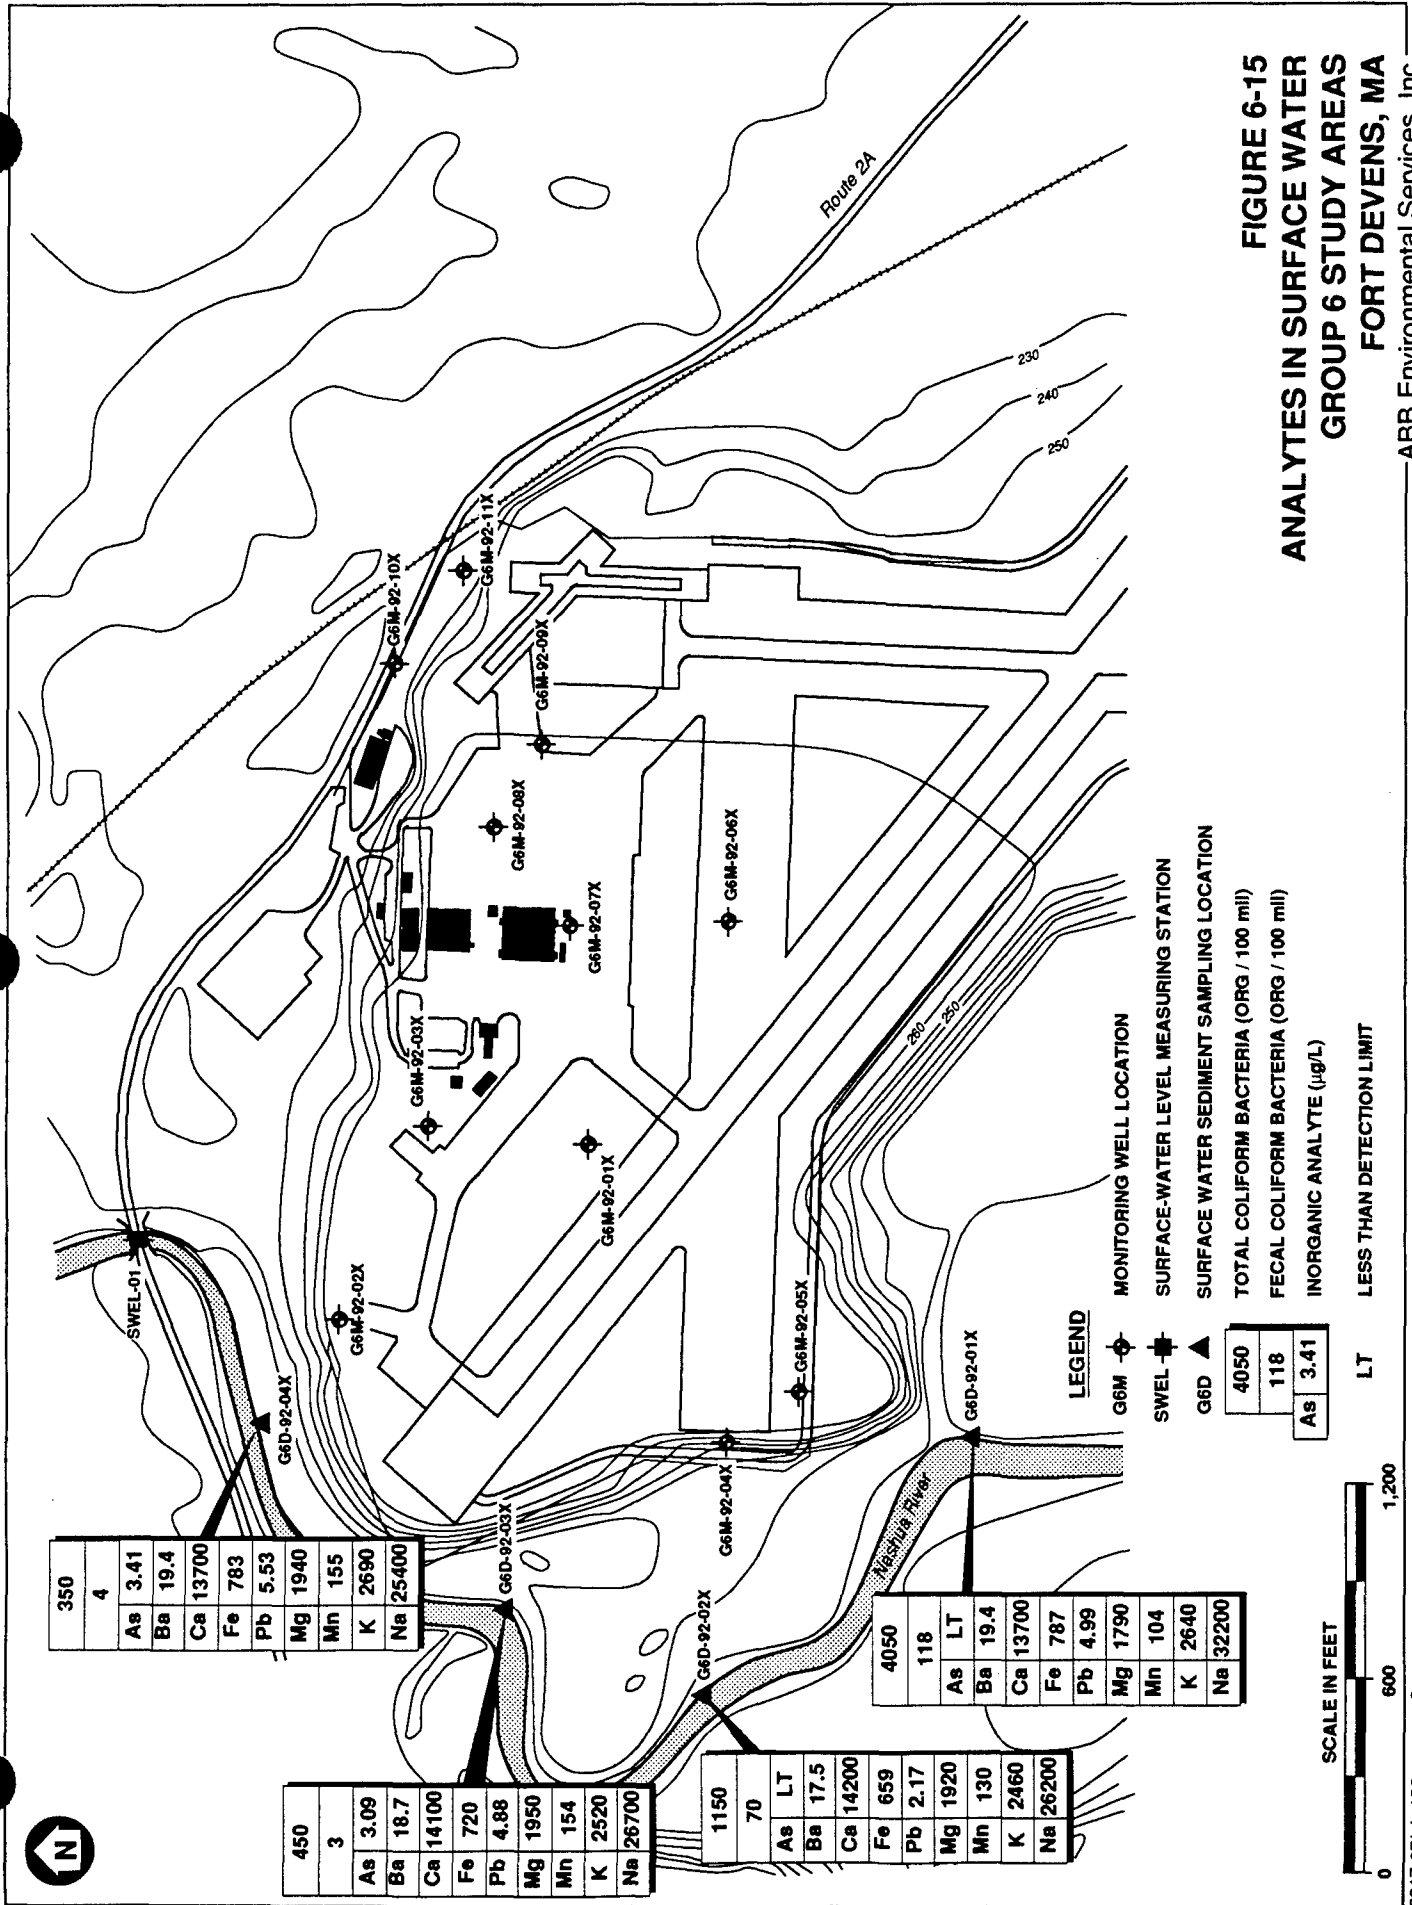 N
350
4
As 3.41
Ba 19.4
Ca 13700
Fe 783
Pb 5.53
Mg 1940
Mn 155
K 2690
Na 25400
450
3
As 3.09
Ba 18.7
Ca 14100
Fe 720
Pb 4.88
Mg 1950
Mn 154
K 2520
Na 26700
1150
70
As LT
Ba 17.5
Ca 14200
Fe 659
Pb 2.17
Mg 1920
Mn 130
K 2460
Na 26200
4050
118
As LT
Ba 19.4
Ca 13700
Fe 787
Pb 4.99
Mg 1790
Mn 104
K 2640
Na 32200
SWEL-01
G6D-92-04X
G6D-92-03X
G6D-92-02X
G6D-92-01X
Nashua River
G6M-92-02X
G6M-92-03X
G6M-92-01X
G6M-92-04X
G6M-92-05X
G6M-92-07X
G6M-92-08X
G6M-92-06X
G6M-92-09X
G6M-92-10X
G6M-92-11X
Route 2A
260
250
230
240
250
LEGEND
G6M MONITORING WELL LOCATION
SWEL SURFACE-WATER LEVEL MEASURING STATION
G6D SURFACE WATER SEDIMENT SAMPLING LOCATION
4050 TOTAL COLIFORM BACTERIA (ORG / 100 mil)
118 FECAL COLIFORM BACTERIA (ORG / 100 mil)
As 3.41 INORGANIC ANALYTE (µg/L)
LT LESS THAN DETECTION LIMIT
SCALE IN FEET
0 600 1,200
FIGURE 6-15
ANALYTES IN SURFACE WATER
GROUP 6 STUDY AREAS
FORT DEVENS, MA
ABB Environmental Services, Inc.